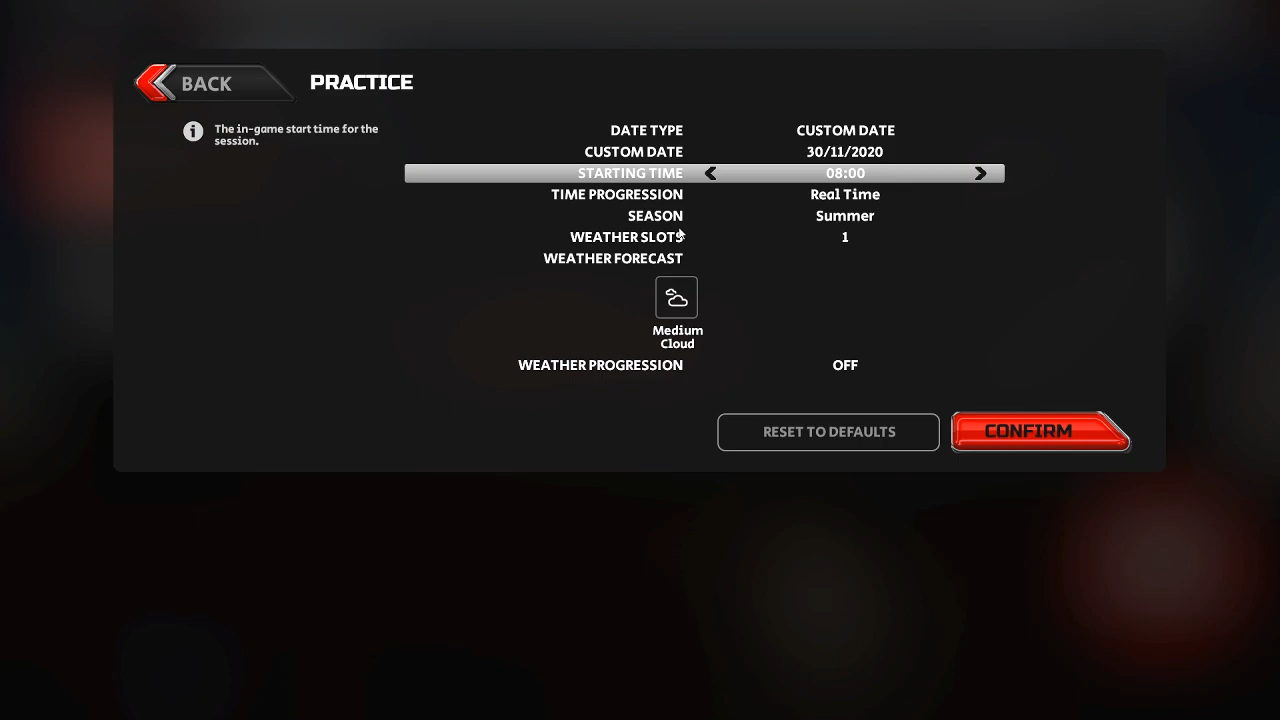 BACK
PRACTICE
The in-game start time for the
session.
DATE TYPE CUSTOM DATE
CUSTOM DATE 30/11/2020
STARTING TIME 08:00
TIME PROGRESSION Real Time
SEASON Summer
WEATHER SLOTS 1
WEATHER FORECAST
Medium
Cloud
WEATHER PROGRESSION OFF
RESET TO DEFAULTS
CONFIRM